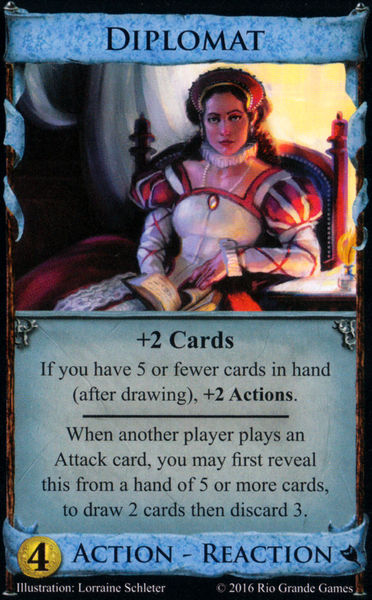 DIPLOMAT
+2 Cards
If you have 5 or fewer cards in hand
(after drawing), +2 Actions.
When another player plays an
Attack card, you may first reveal
this from a hand of 5 or more cards,
to draw 2 cards then discard 3.
4 ACTION - REACTION
Illustration: Lorraine Schleter © 2016 Rio Grande Games